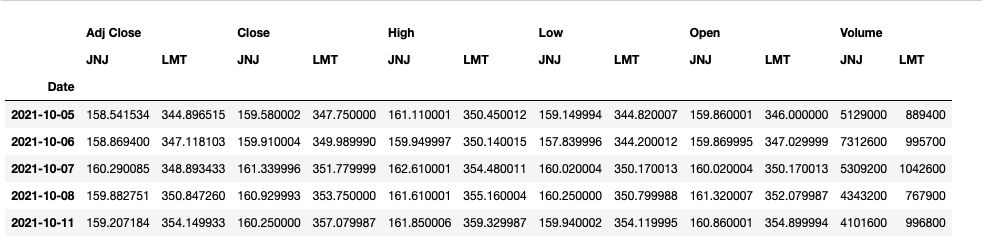 Adj Close Close High Low Open Volume
JNJ LMT JNJ LMT JNJ LMT JNJ LMT JNJ LMT JNJ LMT
Date
2021-10-05 158.541534 344.896515 159.580002 347.750000 161.110001 350.450012 159.149994 344.820007 159.860001 346.000000 5129000 889400
2021-10-06 158.869400 347.118103 159.910004 349.989990 159.949997 350.140015 157.839996 344.200012 159.869995 347.029999 7312600 995700
2021-10-07 160.290085 348.893433 161.339996 351.779999 162.610001 354.480011 160.020004 350.170013 160.020004 350.170013 5309200 1042600
2021-10-08 159.882751 350.847260 160.929993 353.750000 161.610001 355.160004 160.250000 350.799988 161.320007 352.079987 4343200 767900
2021-10-11 159.207184 354.149933 160.250000 357.079987 161.850006 359.329987 159.940002 354.119995 160.860001 354.899994 4101600 996800